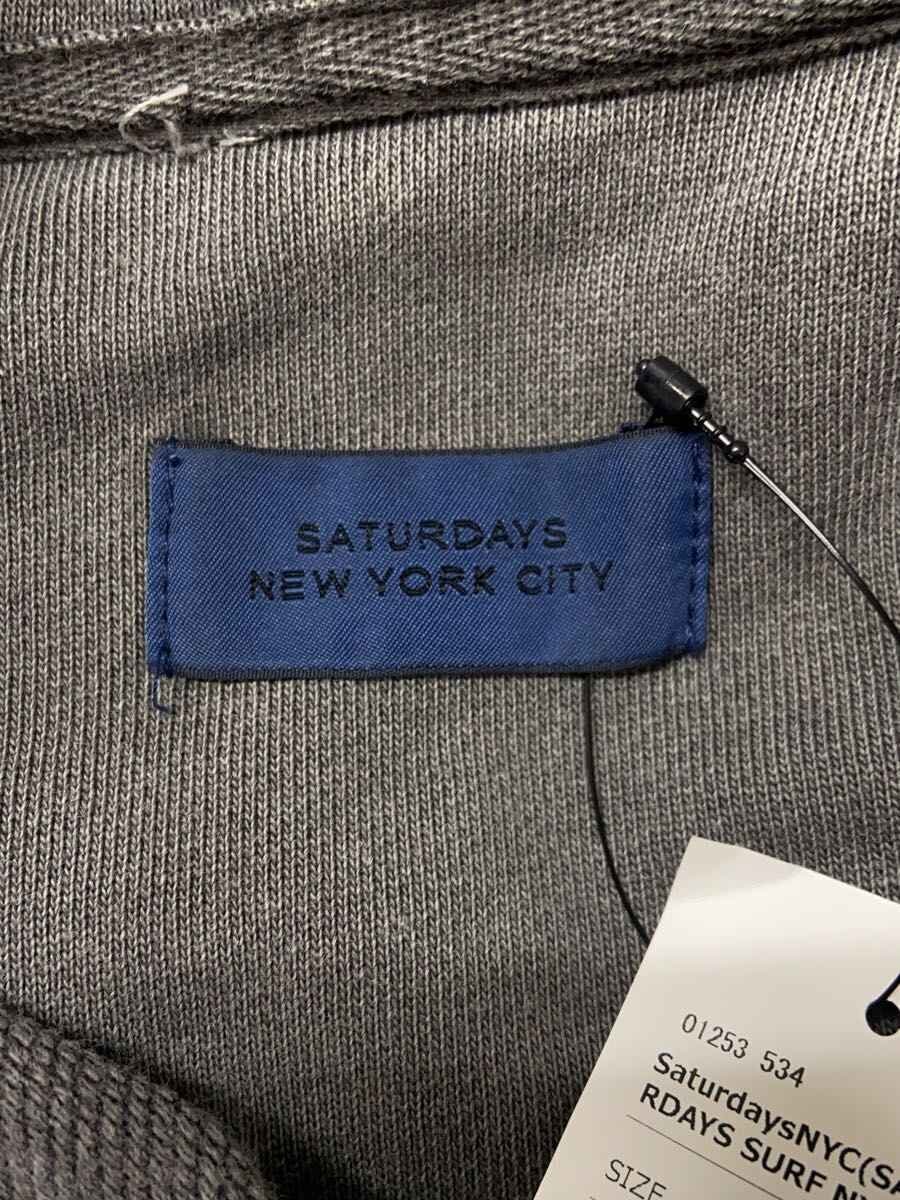 SATURDAYS
NEW YORK CITY
01253 534
SaturdaysNYC(SA
RDAYS SURF N
SIZE